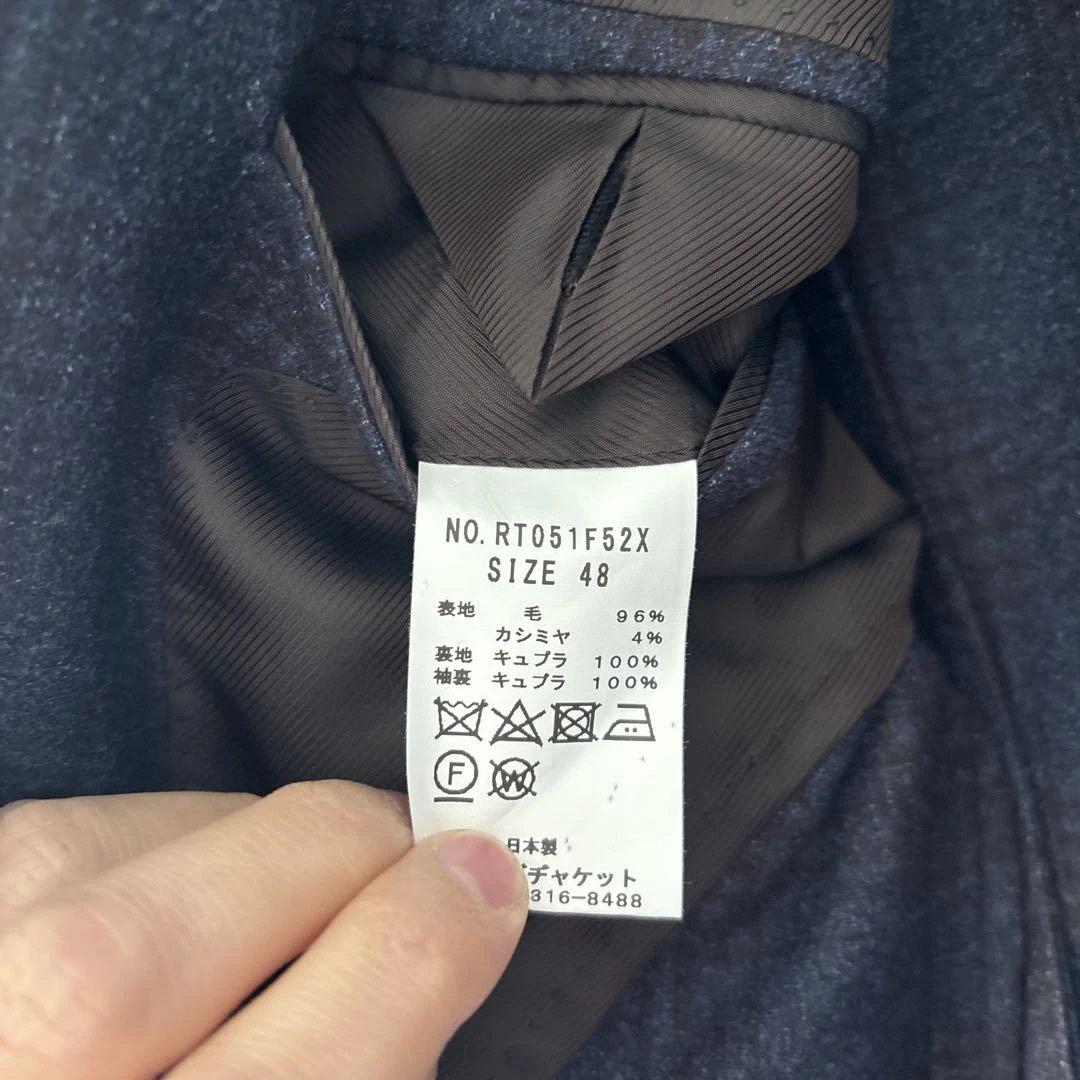 NO. RT051F52X
SIZE 48
表地 毛 96%
カシミヤ 4%
裏地 キュプラ 100%
袖裏 キュプラ 100%
F W
日本製
ヂャケット
316-8488